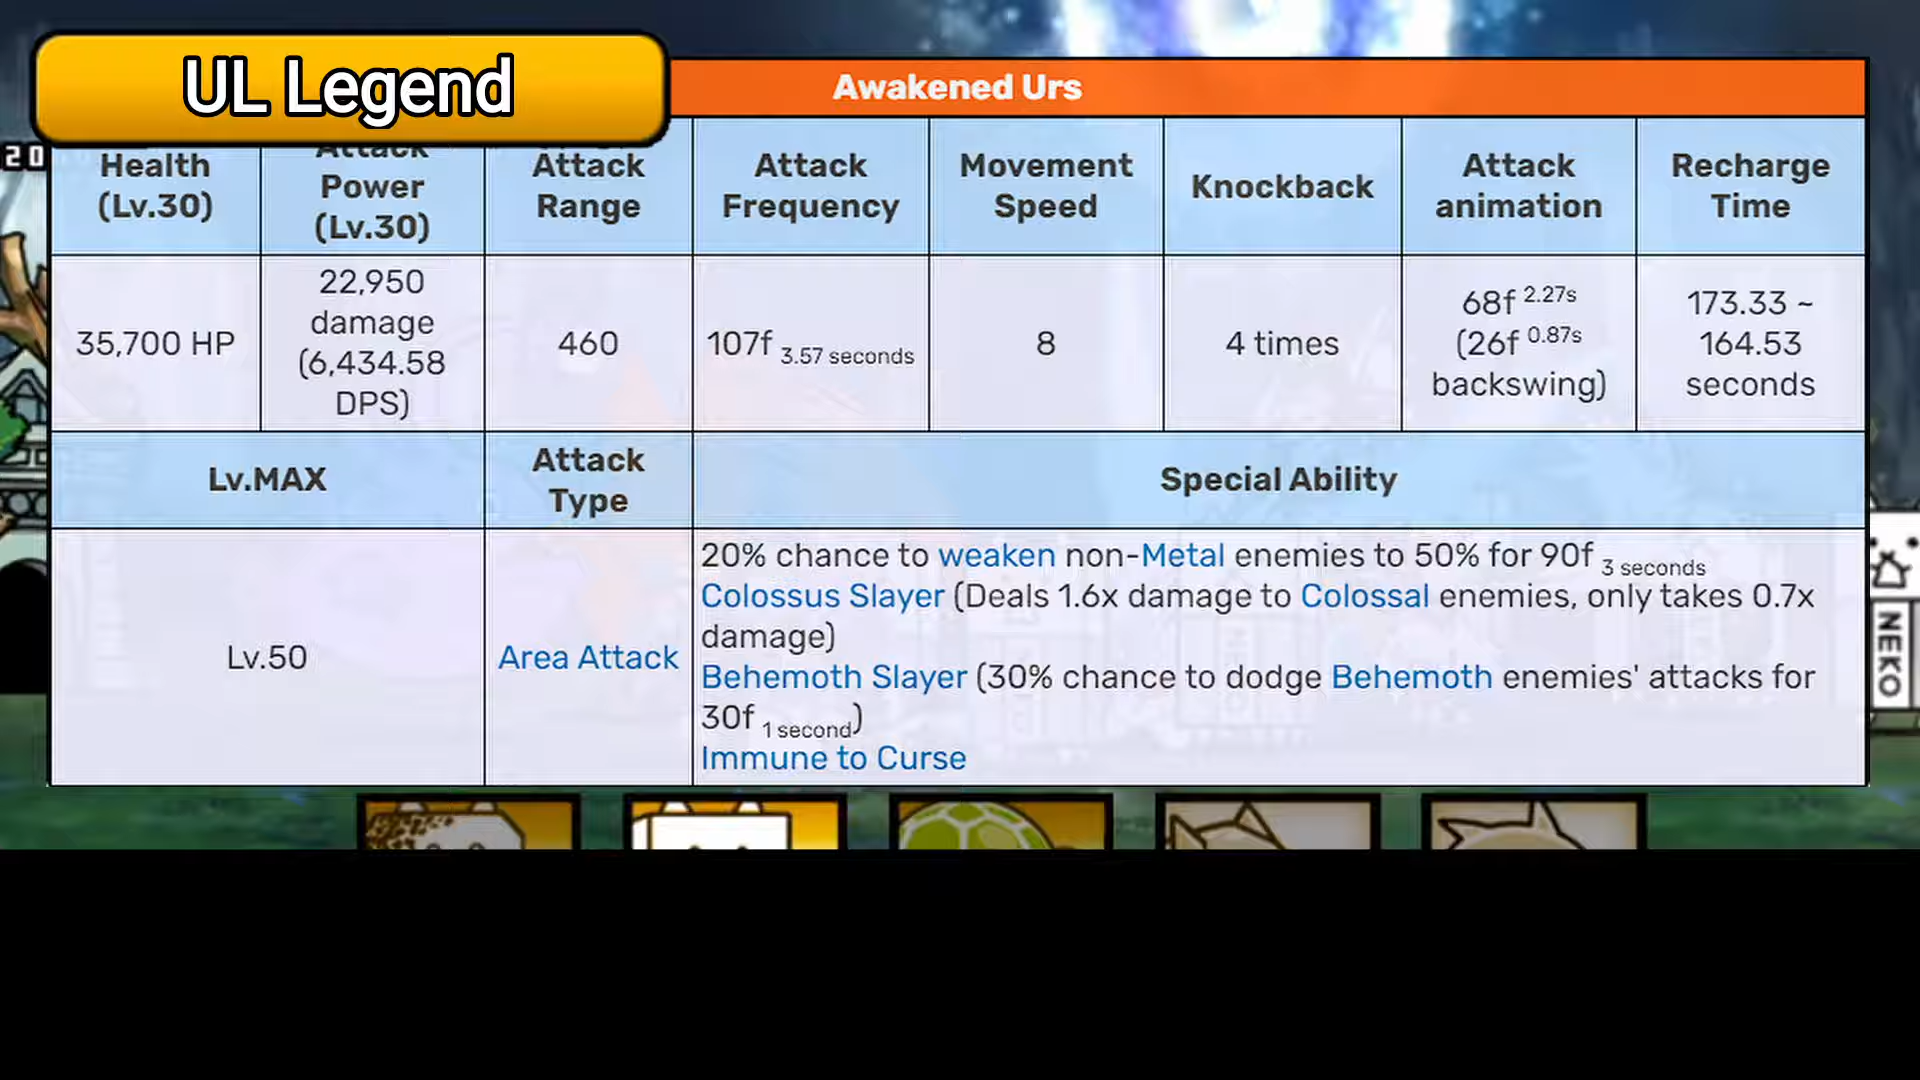 UL Legend
Awakened Urs
20
Health
(Lv.30)
Attack
Power
(Lv.30)
Attack
Range
Attack
Frequency
Movement
Speed
Knockback
Attack
animation
Recharge
Time
35,700 HP
22,950
damage
(6,434.58
DPS)
460
107f 3.57 seconds
8
4 times
68f 2.27s
(26f 0.87s
backswing)
173.33 ~
164.53
seconds
Lv.MAX
Attack
Type
Special Ability
Lv.50
Area Attack
20% chance to weaken non-Metal enemies to 50% for 90f 3 seconds
Colossus Slayer (Deals 1.6x damage to Colossal enemies, only takes 0.7x
damage)
Behemoth Slayer (30% chance to dodge Behemoth enemies' attacks for
30f 1 second)
Immune to Curse
NEKO